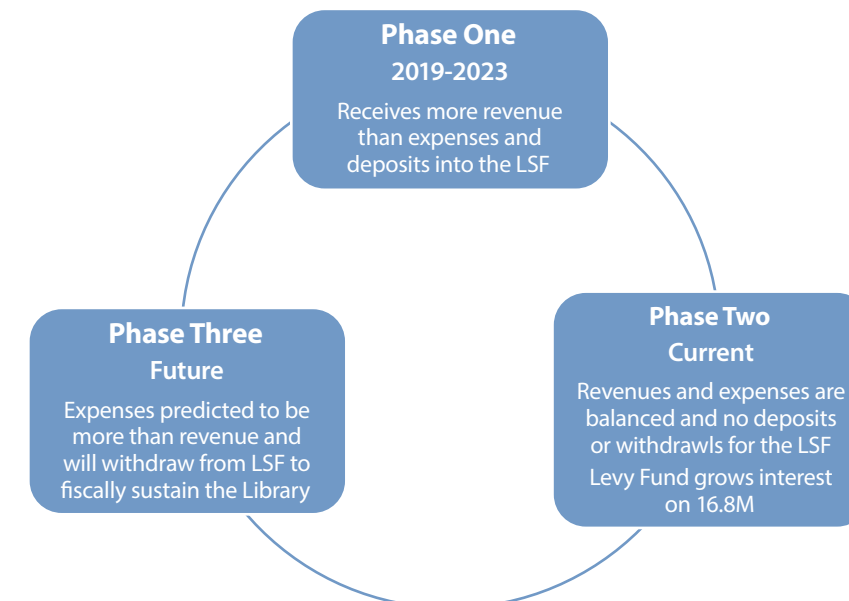 Phase One
2019-2023
Receives more revenue
than expenses and
deposits into the LSF
Phase Two
Current
Revenues and expenses are
balanced and no deposits
or withdrawls for the LSF
Levy Fund grows interest
on 16.8M
Phase Three
Future
Expenses predicted to be
more than revenue and
will withdraw from LSF to
fiscally sustain the Library